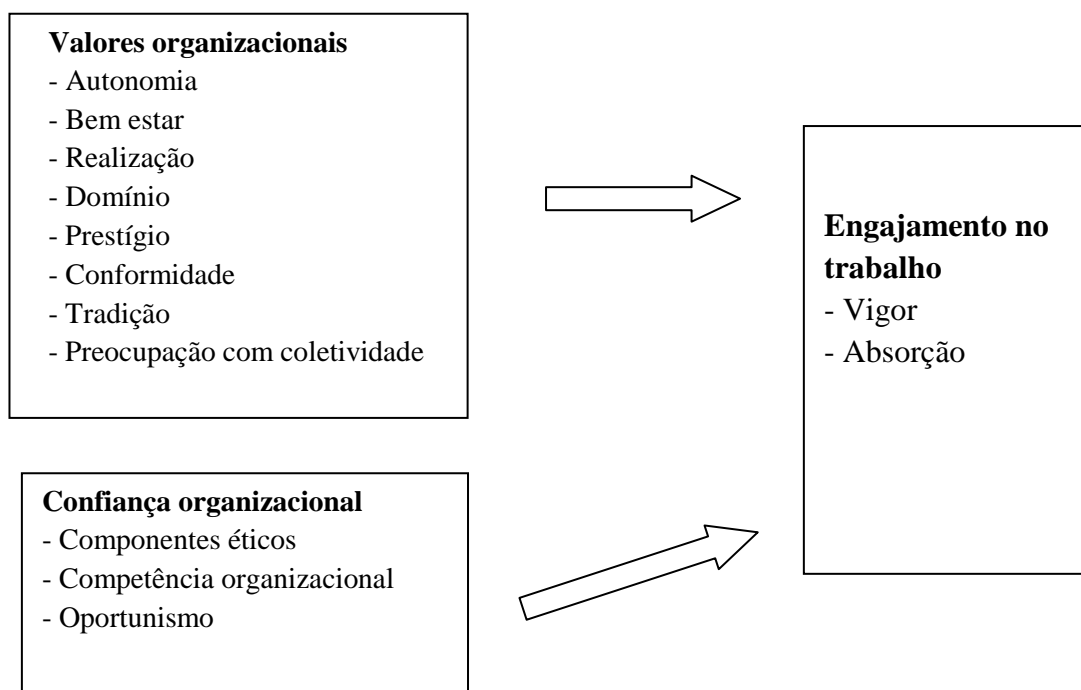 Valores organizacionais
- Autonomia
- Bem estar
- Realização
- Domínio
- Prestígio
- Conformidade
- Tradição
- Preocupação com coletividade
Engajamento no
trabalho
- Vigor
- Absorção
Confiança organizacional
- Componentes éticos
- Competência organizacional
- Oportunismo